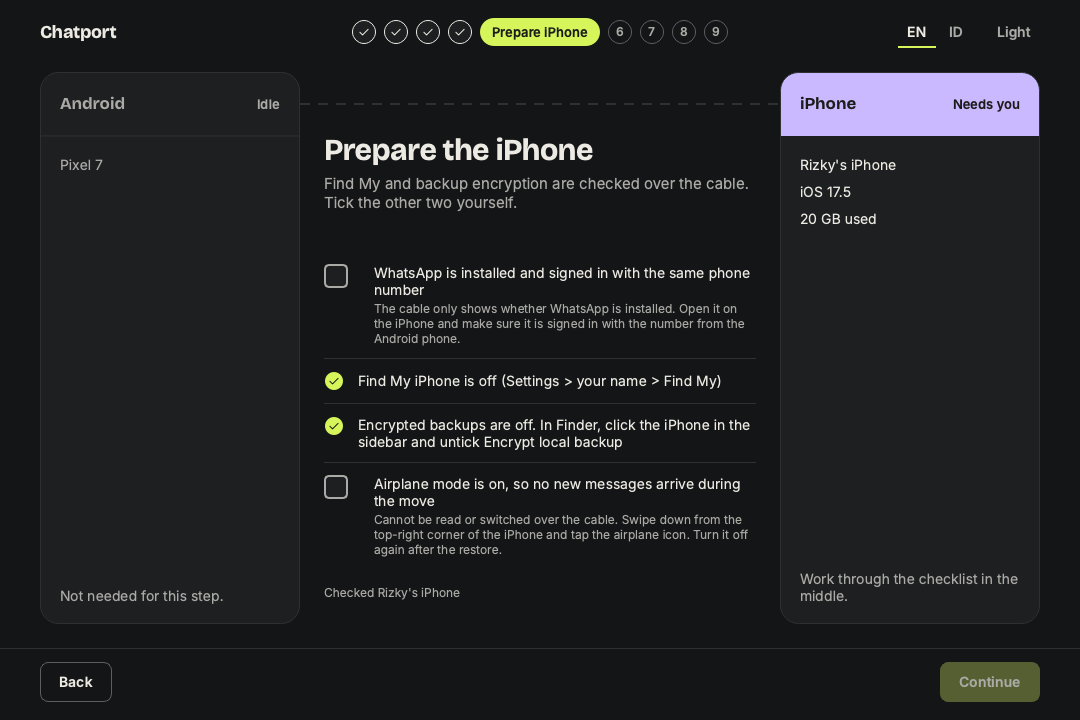 Chatport
Prepare iPhone
6
7
8
9
EN
ID
Light
Android
Idle
Pixel 7
Not needed for this step.
Prepare the iPhone
Find My and backup encryption are checked over the cable.
Tick the other two yourself.
WhatsApp is installed and signed in with the same phone
number
The cable only shows whether WhatsApp is installed. Open it on
the iPhone and make sure it is signed in with the number from the
Android phone.
Find My iPhone is off (Settings > your name > Find My)
Encrypted backups are off. In Finder, click the iPhone in the
sidebar and untick Encrypt local backup
Airplane mode is on, so no new messages arrive during
the move
Cannot be read or switched over the cable. Swipe down from the
top-right corner of the iPhone and tap the airplane icon. Turn it off
again after the restore.
Checked Rizky's iPhone
iPhone
Needs you
Rizky's iPhone
iOS 17.5
20 GB used
Work through the checklist in the
middle.
Back
Continue